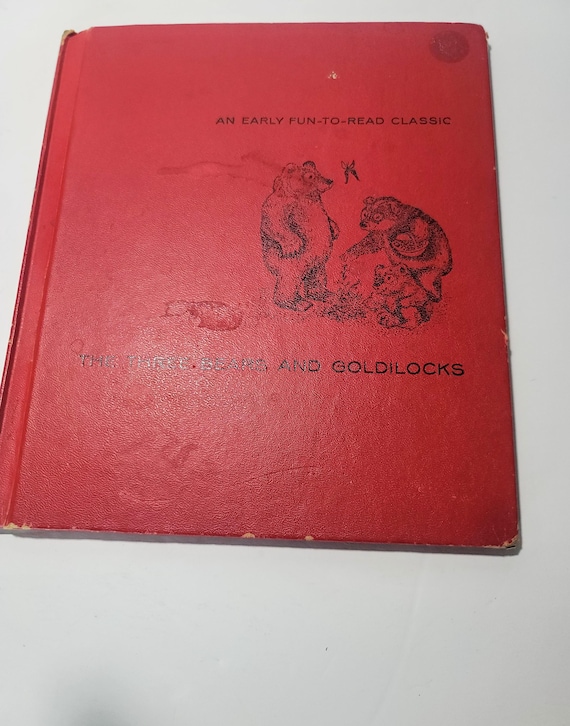 AN EARLY FUN-TO-READ CLASSIC
THE THREE BEARS AND GOLDILOCKS